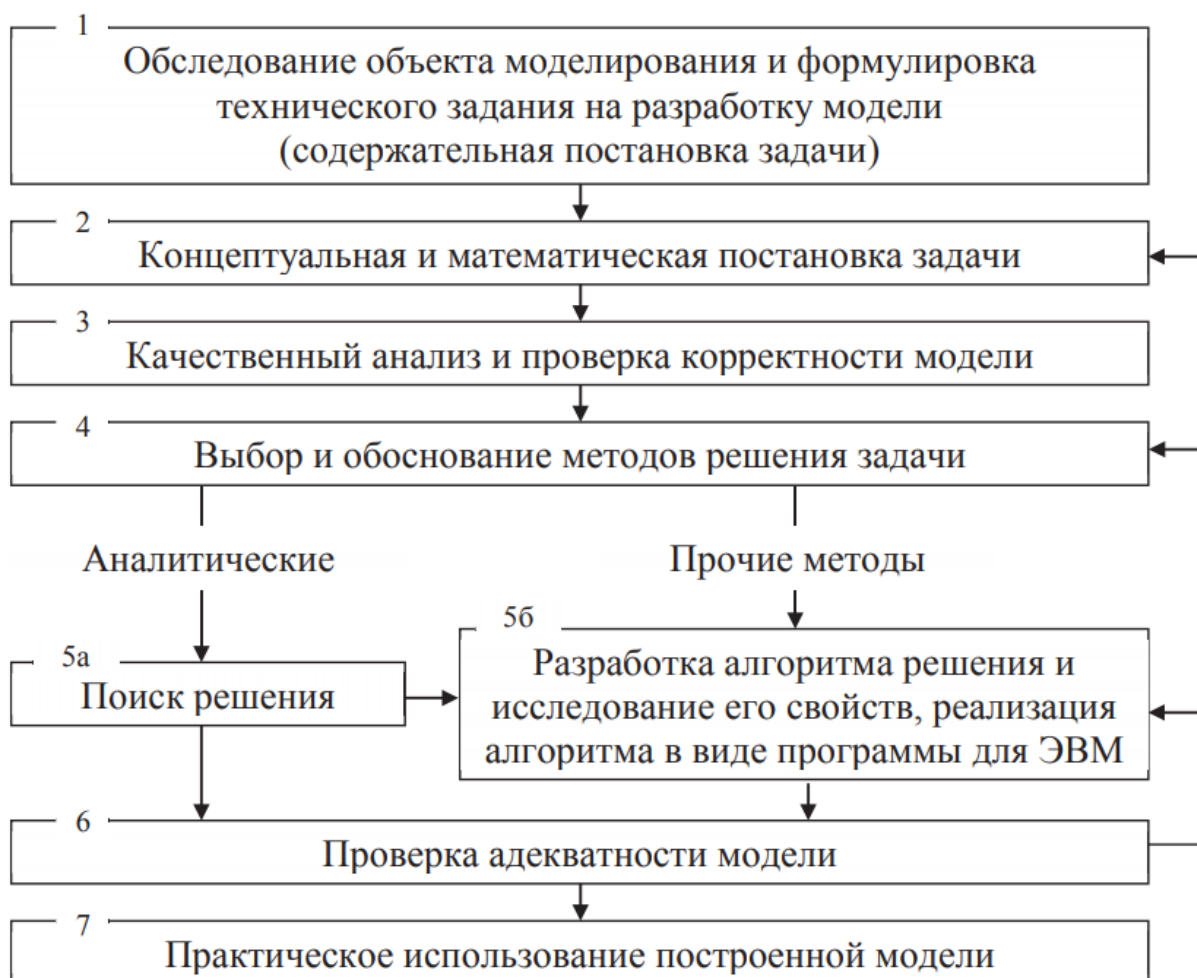 1
Обследование объекта моделирования и формулировка
технического задания на разработку модели
(содержательная постановка задачи)
2
Концептуальная и математическая постановка задачи
3
Качественный анализ и проверка корректности модели
4
Выбор и обоснование методов решения задачи
Аналитические
Прочие методы
5а
Поиск решения
5б
Разработка алгоритма решения и
исследование его свойств, реализация
алгоритма в виде программы для ЭВМ
6
Проверка адекватности модели
7
Практическое использование построенной модели